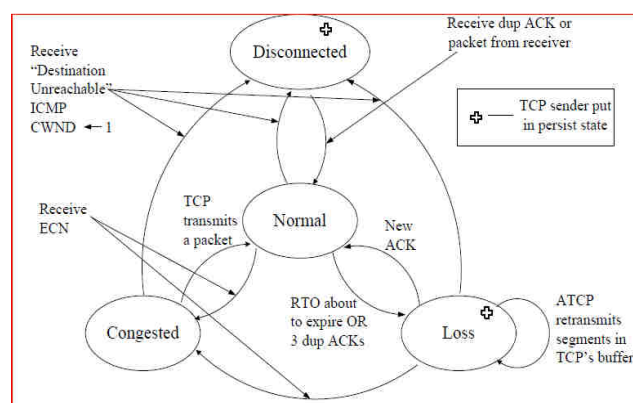 Receive
“Destination
Unreachable”
ICMP
CWND ← 1
Disconnected
Receive dup ACK or
packet from receiver
TCP sender put
in persist state
Receive
ECN
TCP
transmits
a packet
Normal
New
ACK
RTO about
to expire OR
3 dup ACKs
Congested
Loss
ATCP
retransmits
segments in
TCP's buffer